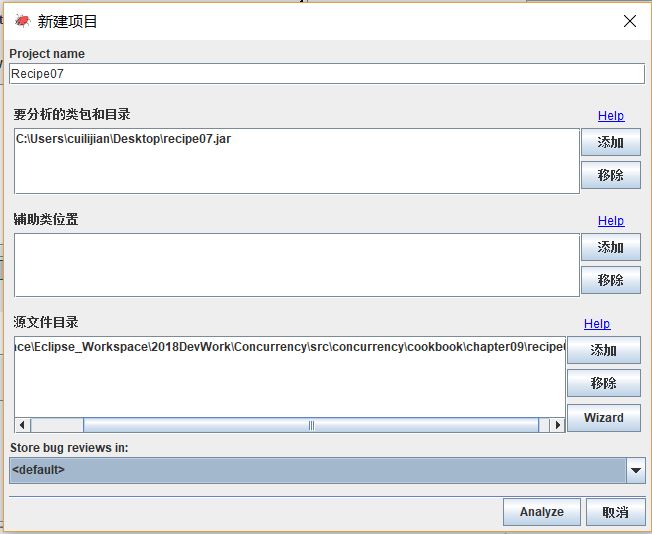 新建项目
Project name
Recipe07
要分析的类包和目录
Help
C:\Users\cuilijian\Desktop\recipe07.jar
添加
移除
辅助类位置
Help
添加
移除
源文件目录
Help
ace\Eclipse_Workspace\2018DevWork\Concurrency\src\concurrency\cookbook\chapter09\recipe0
添加
移除
Wizard
Store bug reviews in:
<default>
Analyze
取消